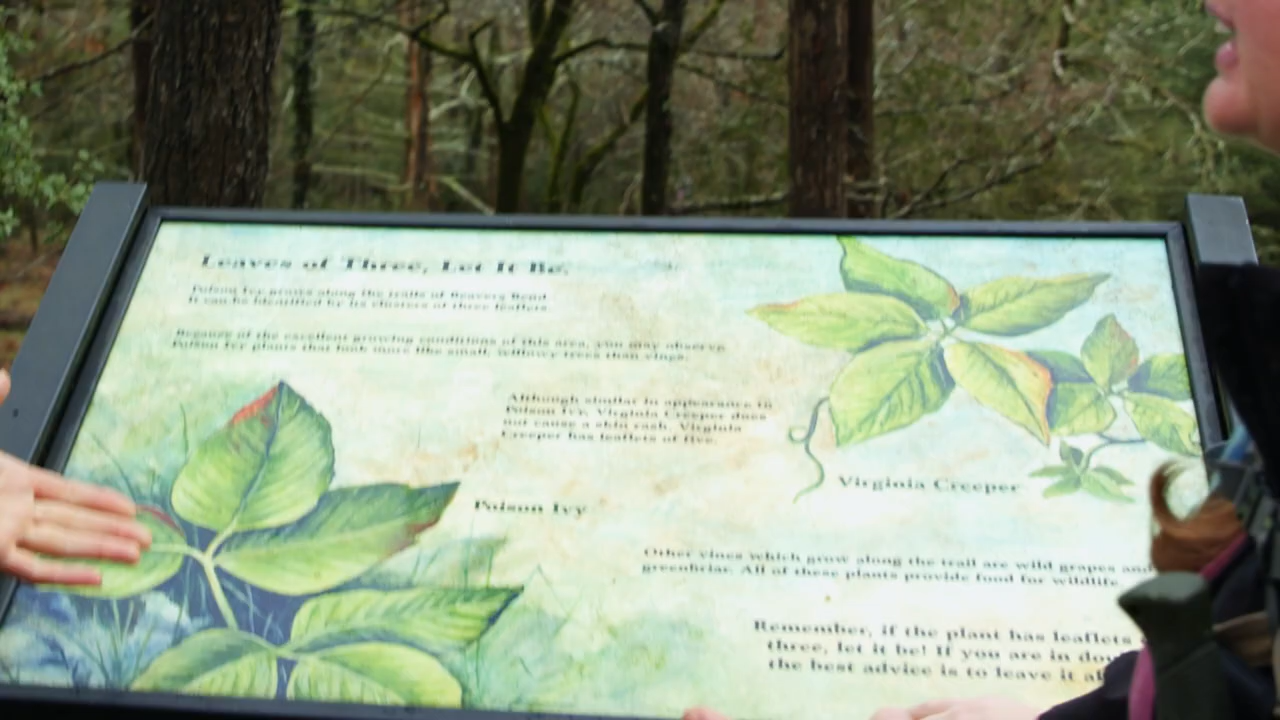 Leaves of Three, Let It Be.
Poison Ivy grows along the trails of Beavers Bend.
It can be identified by its clusters of three leaflets.
Because of the excellent growing conditions of this area, you may observe
Poison Ivy plants that look more like small, willowy trees than vines.
Although similar in appearance to
Poison Ivy, Virginia Creeper does
not cause a skin rash. Virginia
Creeper has leaflets of five.
Virginia Creeper
Poison Ivy
Other vines which grow along the trail are wild grapes and
greenbriar. All of these plants provide food for wildlife.
Remember, if the plant has leaflets
three, let it be! If you are in
the best advice is to leave it